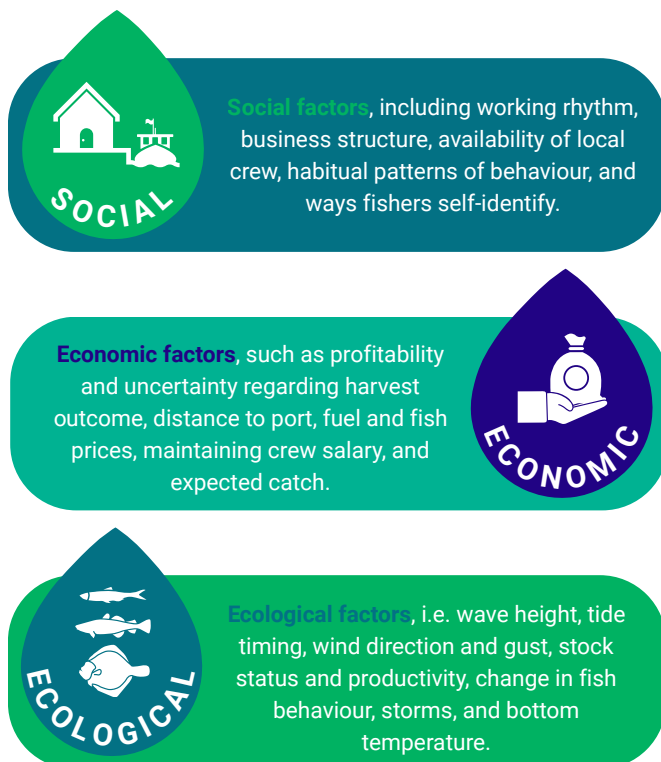 SOCIAL
Social factors, including working rhythm,
business structure, availability of local
crew, habitual patterns of behaviour, and
ways fishers self-identify.
Economic factors, such as profitability
and uncertainty regarding harvest
outcome, distance to port, fuel and fish
prices, maintaining crew salary, and
expected catch.
ECONOMIC
ECOLOGICAL
Ecological factors, i.e. wave height, tide
timing, wind direction and gust, stock
status and productivity, change in fish
behaviour, storms, and bottom
temperature.